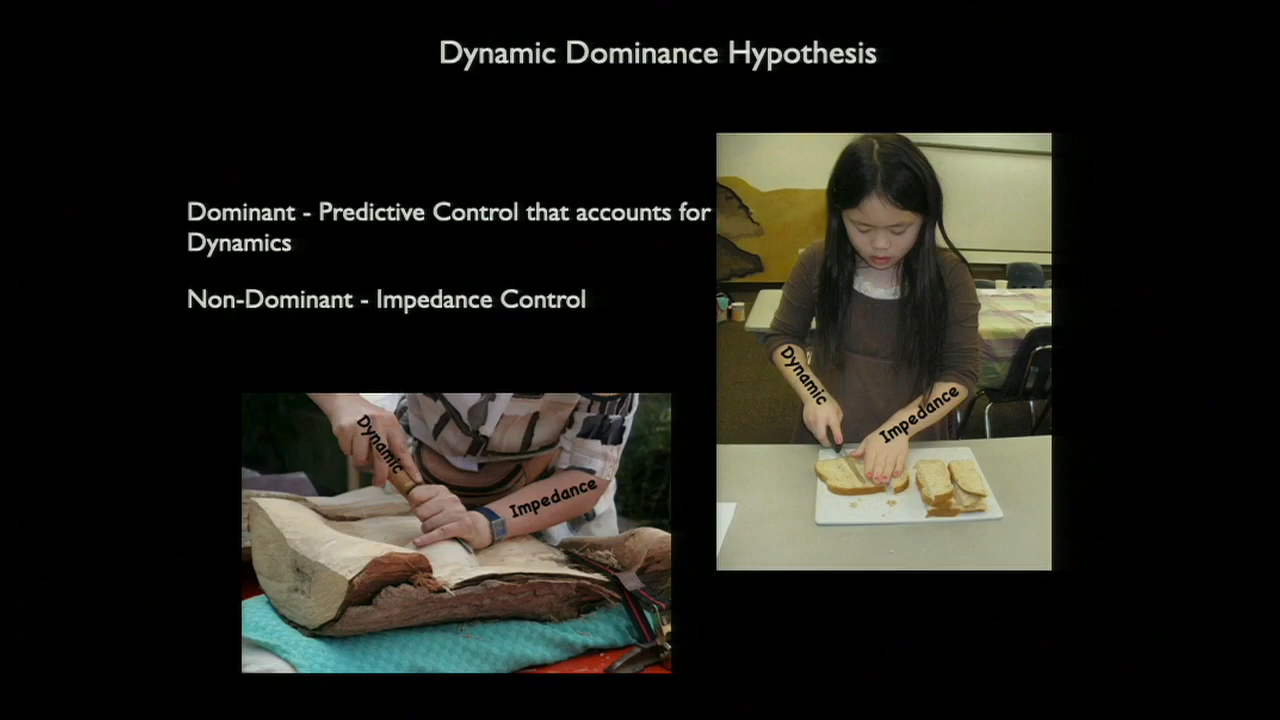 Dynamic Dominance Hypothesis
Dominant - Predictive Control that accounts for
Dynamics
Non-Dominant - Impedance Control
Dynamic
Impedance
Dynamic
Impedance